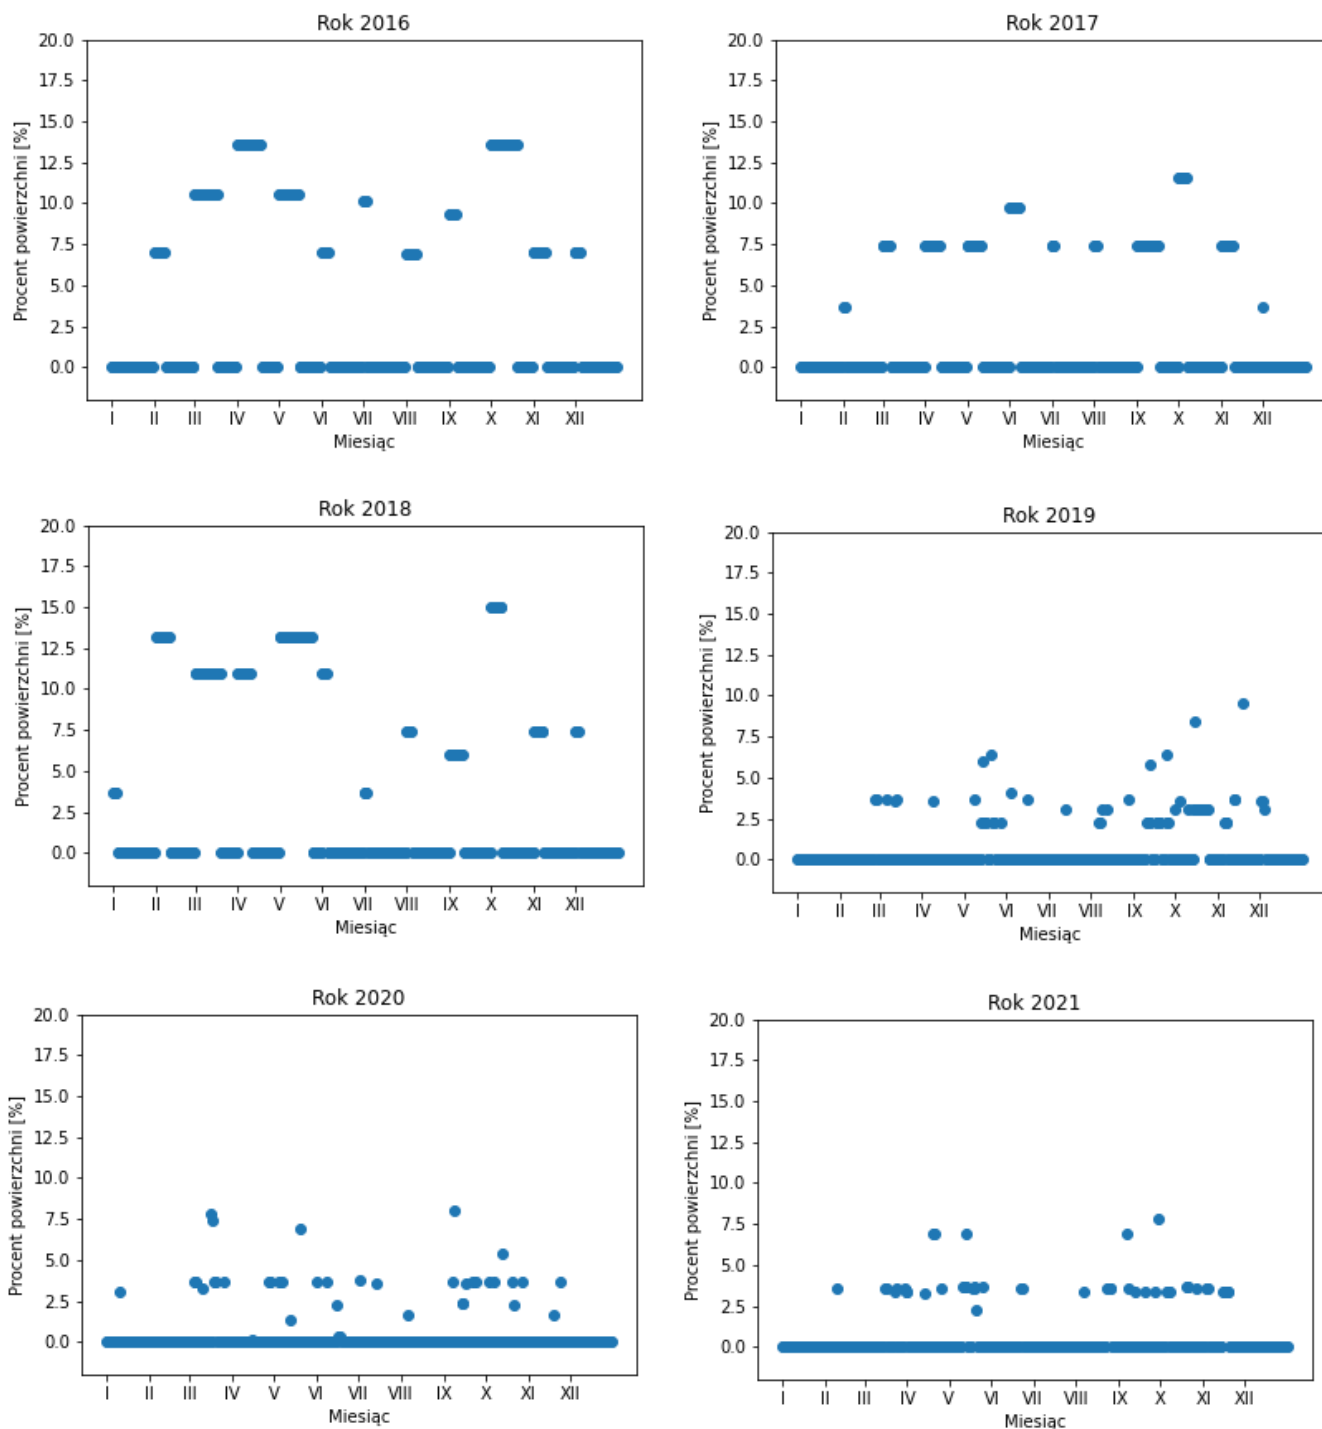 Rok 2016
20.0
17.5
15.0
12.5
10.0
7.5
5.0
2.5
0.0
Procent powierzchni [%]
I II III IV V VI VII VIII IX X XI XII
Miesiąc
Rok 2017
20.0
17.5
15.0
12.5
10.0
7.5
5.0
2.5
0.0
Procent powierzchni [%]
I II III IV V VI VII VIII IX X XI XII
Miesiąc
Rok 2018
20.0
17.5
15.0
12.5
10.0
7.5
5.0
2.5
0.0
Procent powierzchni [%]
I II III IV V VI VII VIII IX X XI XII
Miesiąc
Rok 2019
20.0
17.5
15.0
12.5
10.0
7.5
5.0
2.5
0.0
Procent powierzchni [%]
I II III IV V VI VII VIII IX X XI XII
Miesiąc
Rok 2020
20.0
17.5
15.0
12.5
10.0
7.5
5.0
2.5
0.0
Procent powierzchni [%]
I II III IV V VI VII VIII IX X XI XII
Miesiąc
Rok 2021
20.0
17.5
15.0
12.5
10.0
7.5
5.0
2.5
0.0
Procent powierzchni [%]
I II III IV V VI VII VIII IX X XI XII
Miesiąc